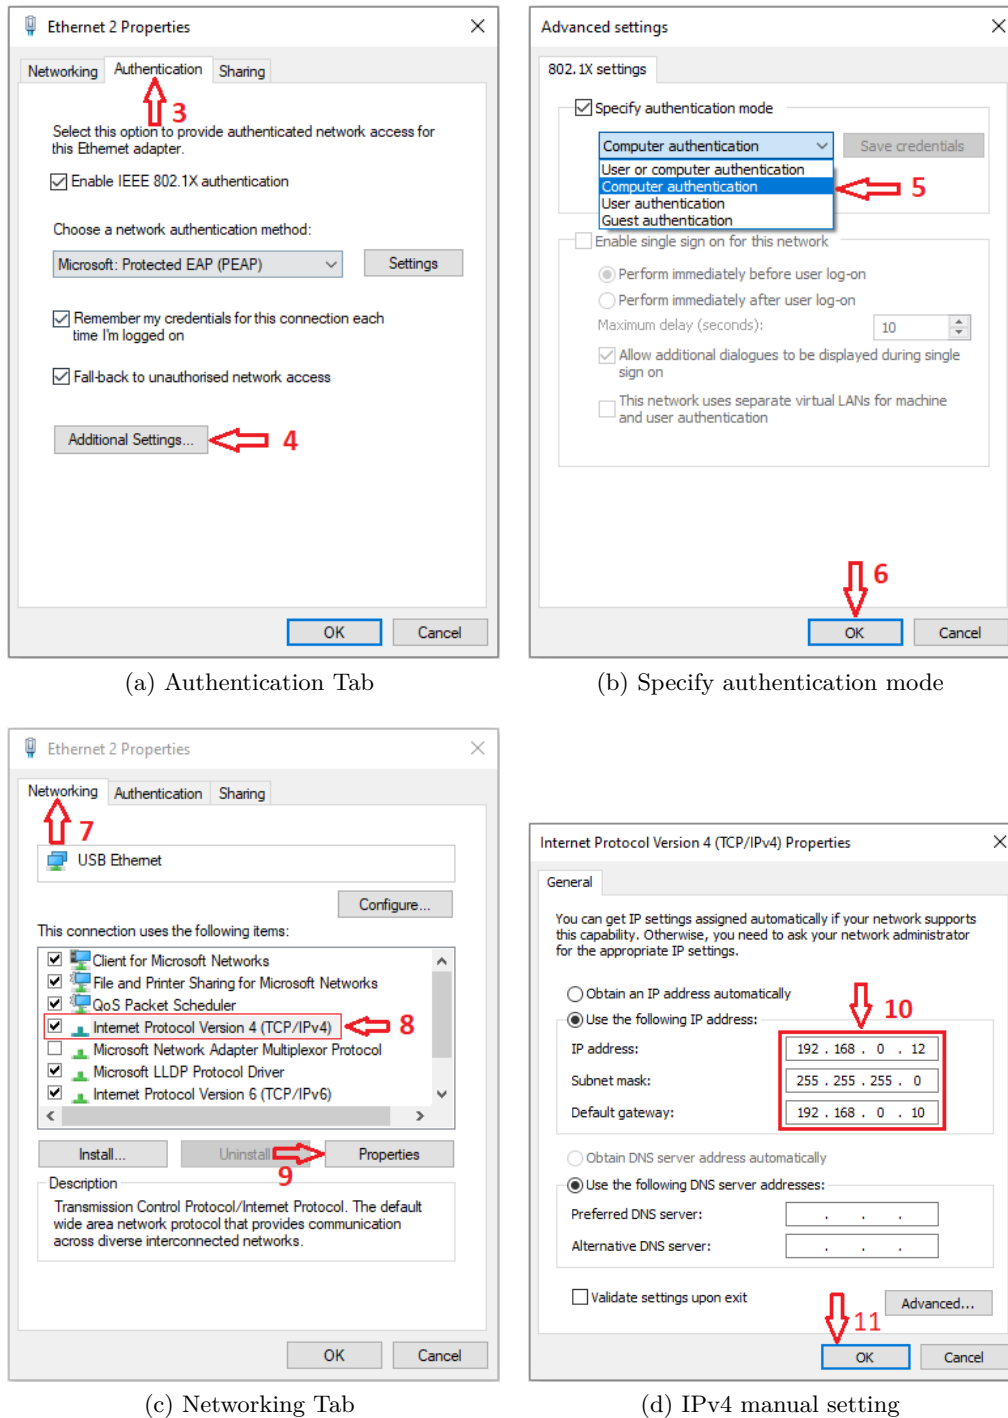 Ethernet 2 Properties
Networking Authentication Sharing
3
Select this option to provide authenticated network access for
this Ethernet adapter.
Enable IEEE 802.1X authentication
Choose a network authentication method:
Microsoft: Protected EAP (PEAP) Settings
Remember my credentials for this connection each
time I'm logged on
Fall-back to unauthorised network access
Additional Settings... 4
OK Cancel
(a) Authentication Tab
Advanced settings
802.1X settings
Specify authentication mode
Computer authentication Save credentials
User or computer authentication
Computer authentication 5
User authentication
Guest authentication
Enable single sign on for this network
Perform immediately before user log-on
Perform immediately after user log-on
Maximum delay (seconds): 10
Allow additional dialogues to be displayed during single
sign on
This network uses separate virtual LANs for machine
and user authentication
6
OK Cancel
(b) Specify authentication mode
Ethernet 2 Properties
Networking Authentication Sharing
7
USB Ethernet
Configure...
This connection uses the following items:
Client for Microsoft Networks
File and Printer Sharing for Microsoft Networks
QoS Packet Scheduler
Internet Protocol Version 4 (TCP/IPv4) 8
Microsoft Network Adapter Multiplexor Protocol
Microsoft LLDP Protocol Driver
Internet Protocol Version 6 (TCP/IPv6)
Install... Uninstall Properties
9
Description
Transmission Control Protocol/Internet Protocol. The default
wide area network protocol that provides communication
across diverse interconnected networks.
OK Cancel
(c) Networking Tab
Internet Protocol Version 4 (TCP/IPv4) Properties
General
You can get IP settings assigned automatically if your network supports
this capability. Otherwise, you need to ask your network administrator
for the appropriate IP settings.
Obtain an IP address automatically
10
Use the following IP address:
IP address: 192 . 168 . 0 . 12
Subnet mask: 255 . 255 . 255 . 0
Default gateway: 192 . 168 . 0 . 10
Obtain DNS server address automatically
Use the following DNS server addresses:
Preferred DNS server: . . .
Alternative DNS server: . . .
Validate settings upon exit
Advanced...
11
OK Cancel
(d) IPv4 manual setting